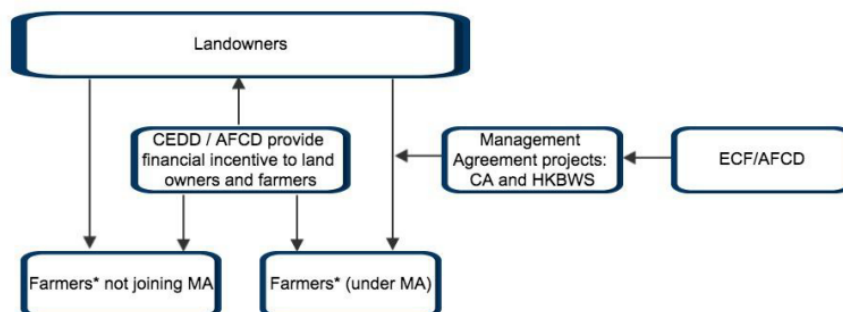 Landowners
CEDD / AFCD provide
financial incentive to land
owners and farmers
Management
Agreement projects:
CA and HKBWS
ECF/AFCD
Farmers* not joining MA
Farmers* (under MA)